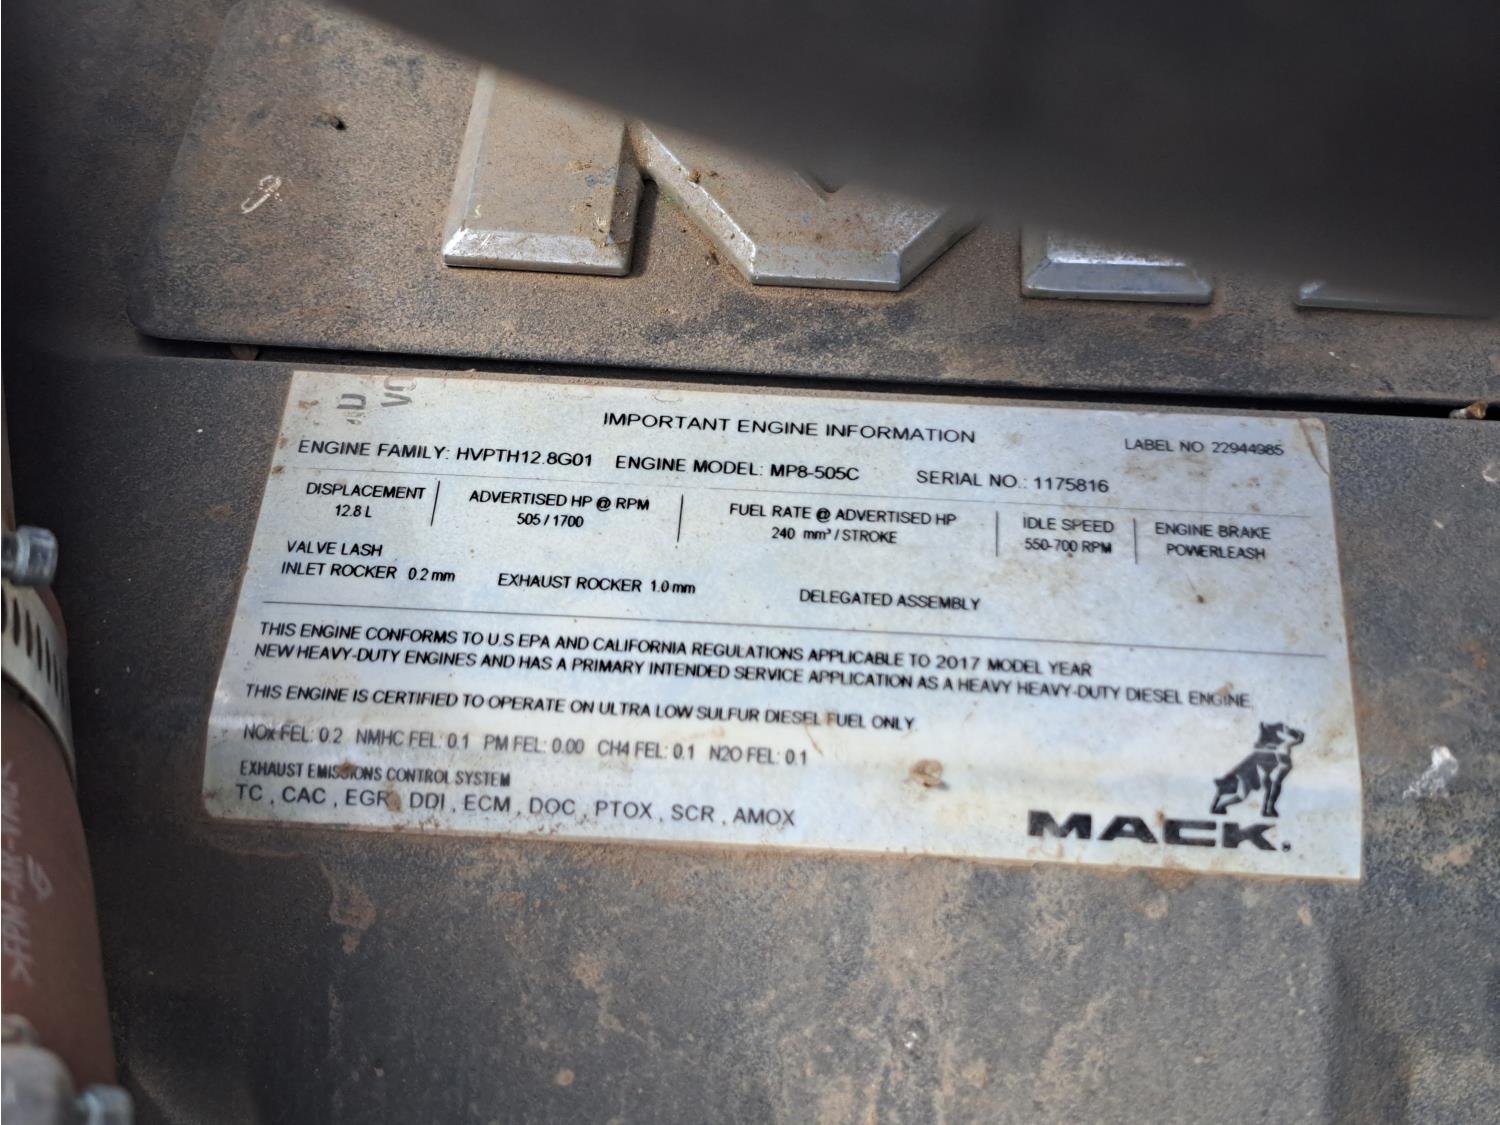 IMPORTANT ENGINE INFORMATION
LABEL NO 22944985
ENGINE FAMILY: HVPTH12.8G01 ENGINE MODEL: MP8-505C SERIAL NO.: 1175816
DISPLACEMENT
12.8 L
ADVERTISED HP @ RPM
505 / 1700
FUEL RATE @ ADVERTISED HP
240 mm³ / STROKE
IDLE SPEED
550-700 RPM
ENGINE BRAKE
POWERLEASH
VALVE LASH
INLET ROCKER 0.2 mm EXHAUST ROCKER 1.0 mm DELEGATED ASSEMBLY
THIS ENGINE CONFORMS TO U.S EPA AND CALIFORNIA REGULATIONS APPLICABLE TO 2017 MODEL YEAR
NEW HEAVY-DUTY ENGINES AND HAS A PRIMARY INTENDED SERVICE APPLICATION AS A HEAVY HEAVY-DUTY DIESEL ENGINE.
THIS ENGINE IS CERTIFIED TO OPERATE ON ULTRA LOW SULFUR DIESEL FUEL ONLY.
NOx FEL: 0.2 NMHC FEL: 0.1 PM FEL: 0.00 CH4 FEL: 0.1 N2O FEL: 0.1
EXHAUST EMISSIONS CONTROL SYSTEM
TC , CAC , EGR , DDI , ECM , DOC , PTOX , SCR , AMOX
MACK.